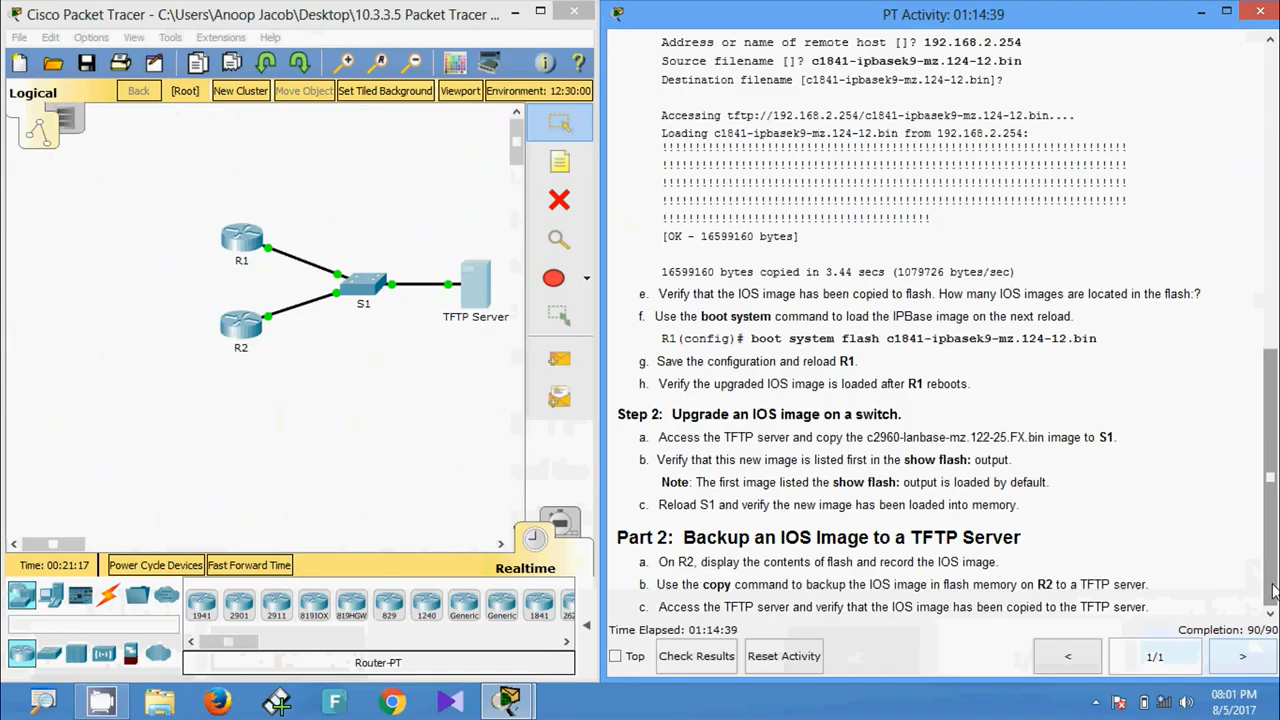 Cisco Packet Tracer - C:\Users\Anoop Jacob\Desktop\10.3.3.5 Packet Tracer ...
File Edit Options View Tools Extensions Help
Logical
Back [Root] New Cluster Move Object Set Tiled Background Viewport Environment: 12:30:00
R1
S1
TFTP Server
R2
Time: 00:21:17 Power Cycle Devices Fast Forward Time
Realtime
1941 2901 2911 819IOX 819HGW 829 1240 Generic Generic 1841 262
Router-PT
PT Activity: 01:14:39
Address or name of remote host []? 192.168.2.254
Source filename []? c1841-ipbasek9-mz.124-12.bin
Destination filename [c1841-ipbasek9-mz.124-12.bin]?
Accessing tftp://192.168.2.254/c1841-ipbasek9-mz.124-12.bin....
Loading c1841-ipbasek9-mz.124-12.bin from 192.168.2.254:
!!!!!!!!!!!!!!!!!!!!!!!!!!!!!!!!!!!!!!!!!!!!!!!!!!!!!!!!!!!!!!!!!!!!!!!
!!!!!!!!!!!!!!!!!!!!!!!!!!!!!!!!!!!!!!!!!!!!!!!!!!!!!!!!!!!!!!!!!!!!!!!
!!!!!!!!!!!!!!!!!!!!!!!!!!!!!!!!!!!!!!!!!!!!!!!!!!!!!!!!!!!!!!!!!!!!!!!
!!!!!!!!!!!!!!!!!!!!!!!!!!!!!!!!!!!!!!!!!!!!!!!!!!!!!!!!!!!!!!!!!!!!!!!
!!!!!!!!!!!!!!!!!!!!!!!!!!!!!!!!!!!!!!!!!
[OK - 16599160 bytes]
16599160 bytes copied in 3.44 secs (1079726 bytes/sec)
e. Verify that the IOS image has been copied to flash. How many IOS images are located in the flash:?
f. Use the boot system command to load the IPBase image on the next reload.
R1(config)# boot system flash c1841-ipbasek9-mz.124-12.bin
g. Save the configuration and reload R1.
h. Verify the upgraded IOS image is loaded after R1 reboots.
Step 2: Upgrade an IOS image on a switch.
a. Access the TFTP server and copy the c2960-lanbase-mz.122-25.FX.bin image to S1.
b. Verify that this new image is listed first in the show flash: output.
Note: The first image listed the show flash: output is loaded by default.
c. Reload S1 and verify the new image has been loaded into memory.
Part 2: Backup an IOS Image to a TFTP Server
a. On R2, display the contents of flash and record the IOS image.
b. Use the copy command to backup the IOS image in flash memory on R2 to a TFTP server.
c. Access the TFTP server and verify that the IOS image has been copied to the TFTP server.
Time Elapsed: 01:14:39 Completion: 90/90
Top Check Results Reset Activity < 1/1 >
08:01 PM
8/5/2017